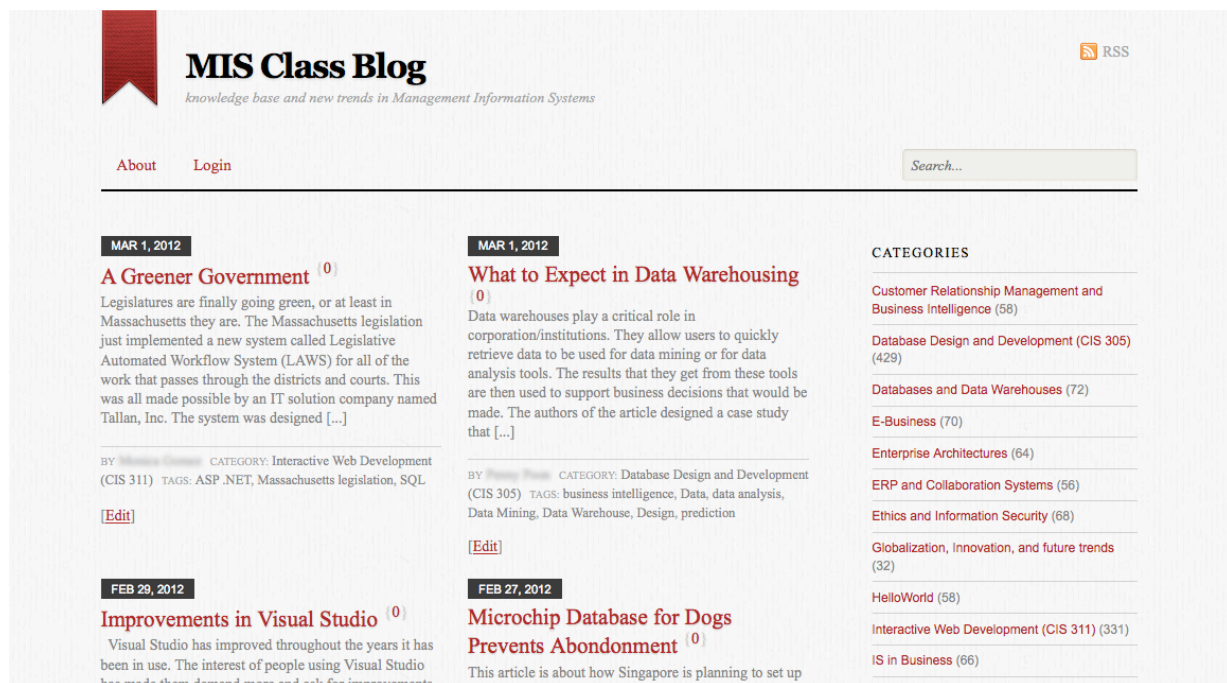 MIS Class Blog
knowledge base and new trends in Management Information Systems
RSS
About
Login
Search...
MAR 1, 2012
A Greener Government {0}
Legislatures are finally going green, or at least in
Massachusetts they are. The Massachusetts legislation
just implemented a new system called Legislative
Automated Workflow System (LAWS) for all of the
work that passes through the districts and courts. This
was all made possible by an IT solution company named
Tallan, Inc. The system was designed [...]
BY CATEGORY: Interactive Web Development
(CIS 311) TAGS: ASP .NET, Massachusetts legislation, SQL
[Edit]
MAR 1, 2012
What to Expect in Data Warehousing
{0}
Data warehouses play a critical role in
corporation/institutions. They allow users to quickly
retrieve data to be used for data mining or for data
analysis tools. The results that they get from these tools
are then used to support business decisions that would be
made. The authors of the article designed a case study
that [...]
BY CATEGORY: Database Design and Development
(CIS 305) TAGS: business intelligence, Data, data analysis,
Data Mining, Data Warehouse, Design, prediction
[Edit]
FEB 29, 2012
Improvements in Visual Studio {0}
Visual Studio has improved throughout the years it has
been in use. The interest of people using Visual Studio
has made them demand more and ask for improvements
FEB 27, 2012
Microchip Database for Dogs
Prevents Abondonment {0}
This article is about how Singapore is planning to set up
CATEGORIES
Customer Relationship Management and
Business Intelligence (58)
Database Design and Development (CIS 305)
(429)
Databases and Data Warehouses (72)
E-Business (70)
Enterprise Architectures (64)
ERP and Collaboration Systems (56)
Ethics and Information Security (68)
Globalization, Innovation, and future trends
(32)
HelloWorld (58)
Interactive Web Development (CIS 311) (331)
IS in Business (66)